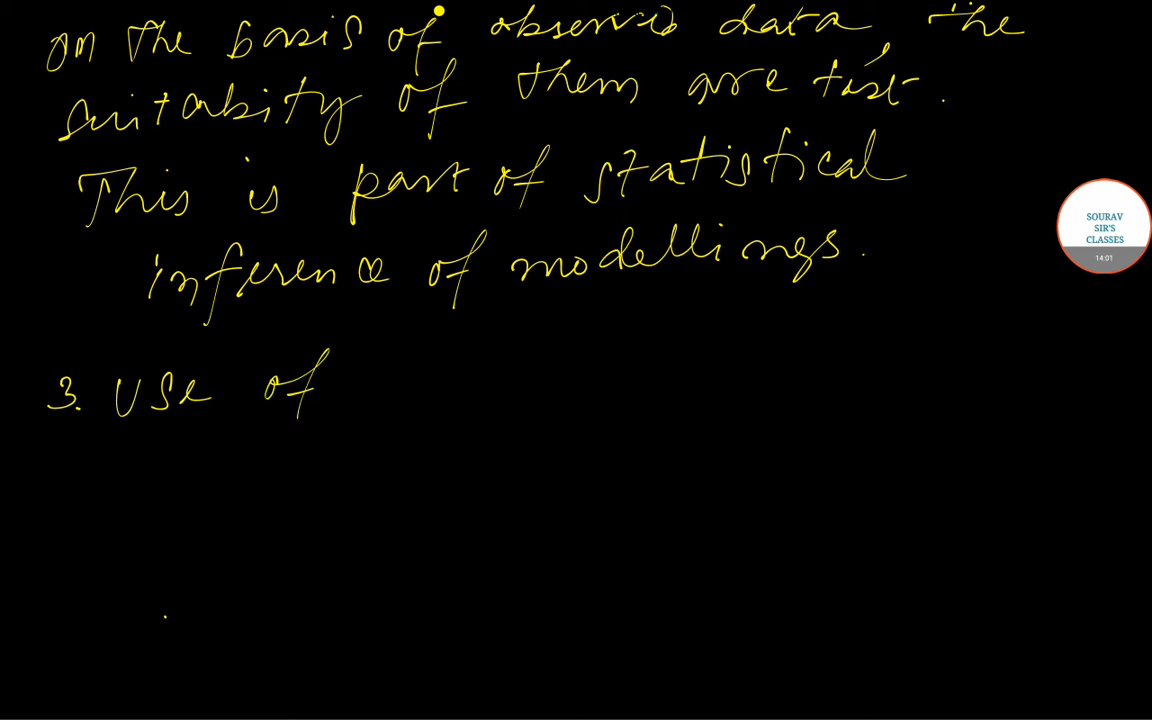 on the basis of observed data, the
suitabity of them are test.
This is part of statistical
inference of modellings.
3. Use of
SOURAV
SIR'S
CLASSES
14:01